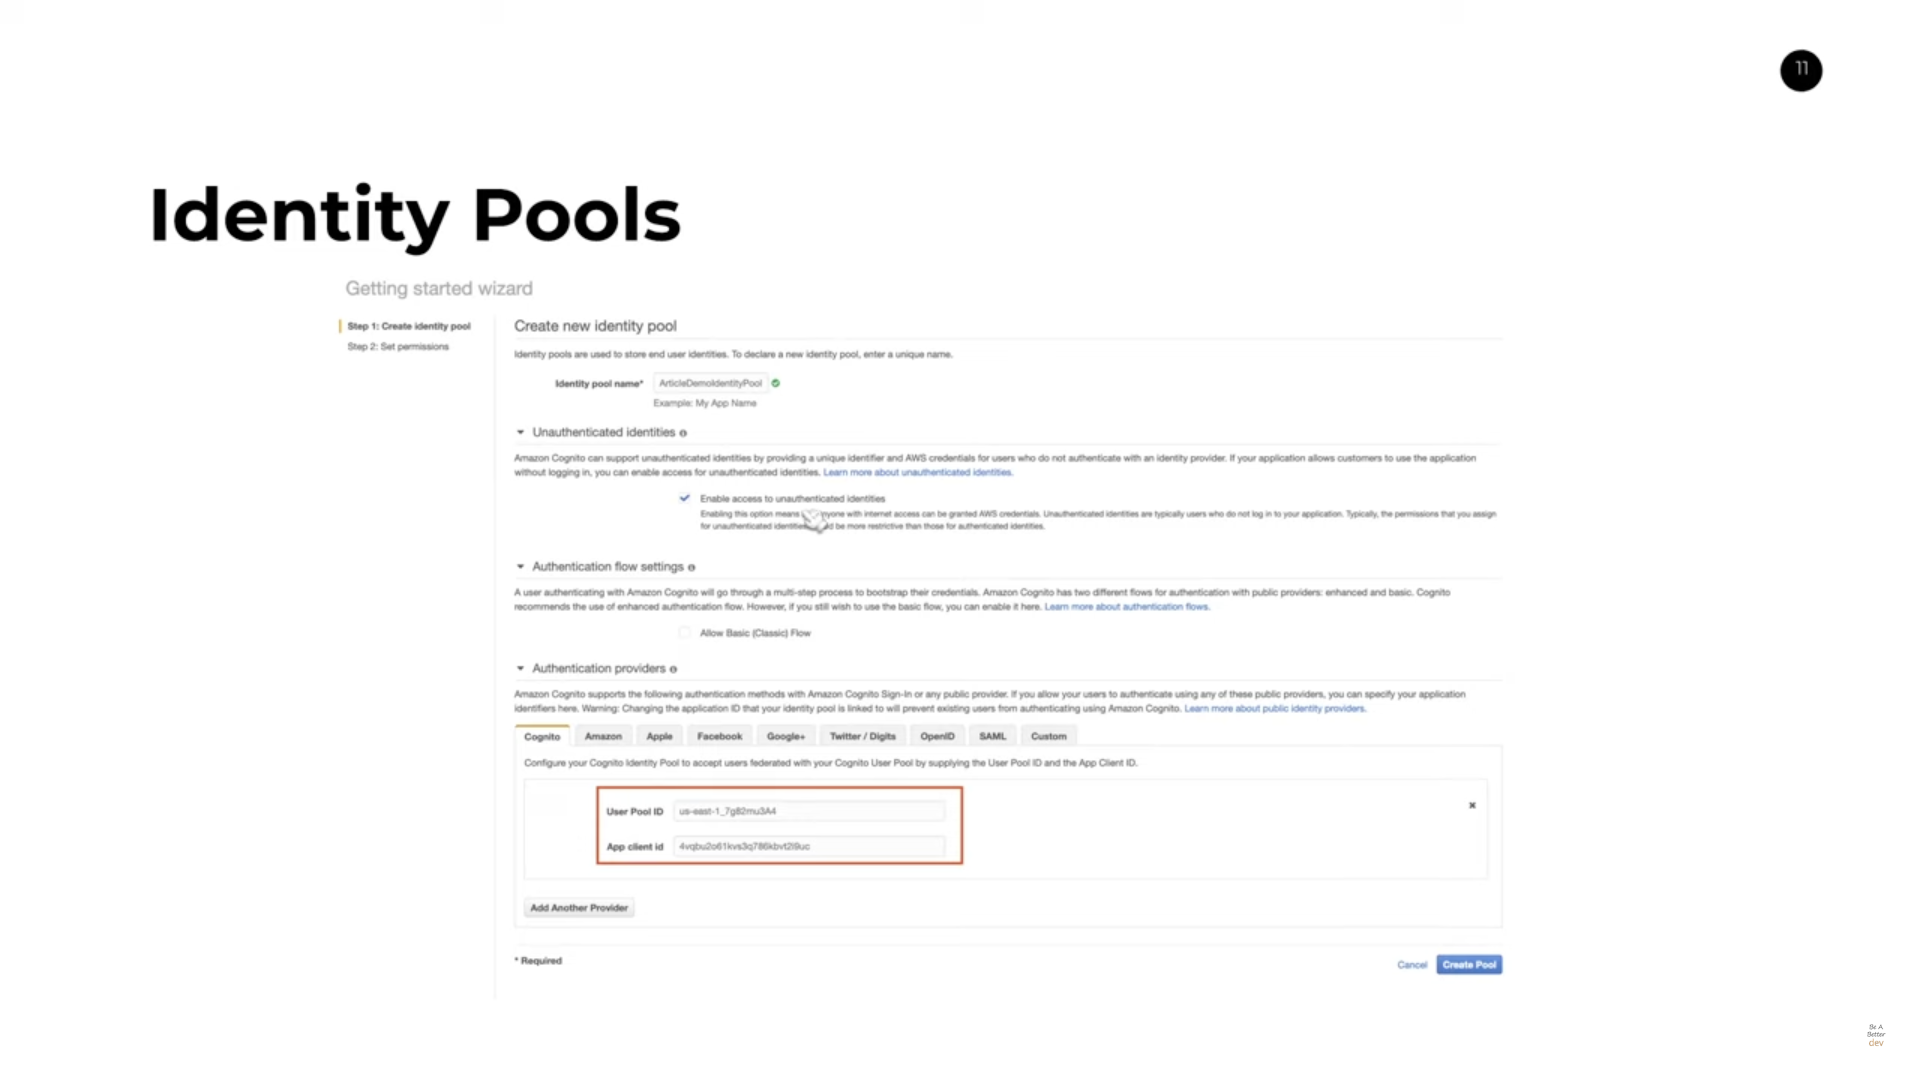 11
Identity Pools
Getting started wizard
Step 1: Create identity pool
Step 2: Set permissions
Create new identity pool
Identity pools are used to store end user identities. To declare a new identity pool, enter a unique name.
Identity pool name* ArticleDemoIdentityPool
Example: My App Name
Unauthenticated identities
Amazon Cognito can support unauthenticated identities by providing a unique identifier and AWS credentials for users who do not authenticate with an identity provider. If your application allows customers to use the application
without logging in, you can enable access for unauthenticated identities. Learn more about unauthenticated identities.
Enable access to unauthenticated identities
Enabling this option means yone with internet access can be granted AWS credentials. Unauthenticated identities are typically users who do not log in to your application. Typically, the permissions that you assign
for unauthenticated identities ld be more restrictive than those for authenticated identities.
Authentication flow settings
A user authenticating with Amazon Cognito will go through a multi-step process to bootstrap their credentials. Amazon Cognito has two different flows for authentication with public providers: enhanced and basic. Cognito
recommends the use of enhanced authentication flow. However, if you still wish to use the basic flow, you can enable it here. Learn more about authentication flows.
Allow Basic (Classic) Flow
Authentication providers
Amazon Cognito supports the following authentication methods with Amazon Cognito Sign-In or any public provider. If you allow your users to authenticate using any of these public providers, you can specify your application
identifiers here. Warning: Changing the application ID that your identity pool is linked to will prevent existing users from authenticating using Amazon Cognito. Learn more about public identity providers.
Cognito Amazon Apple Facebook Google+ Twitter / Digits OpenID SAML Custom
Configure your Cognito Identity Pool to accept users federated with your Cognito User Pool by supplying the User Pool ID and the App Client ID.
User Pool ID us-east-1_7g82mu3A4
App client id 4vqbu2o61kvs3q786kbvt2i9uc
Add Another Provider
* Required
Cancel Create Pool
Be A
Better
dev